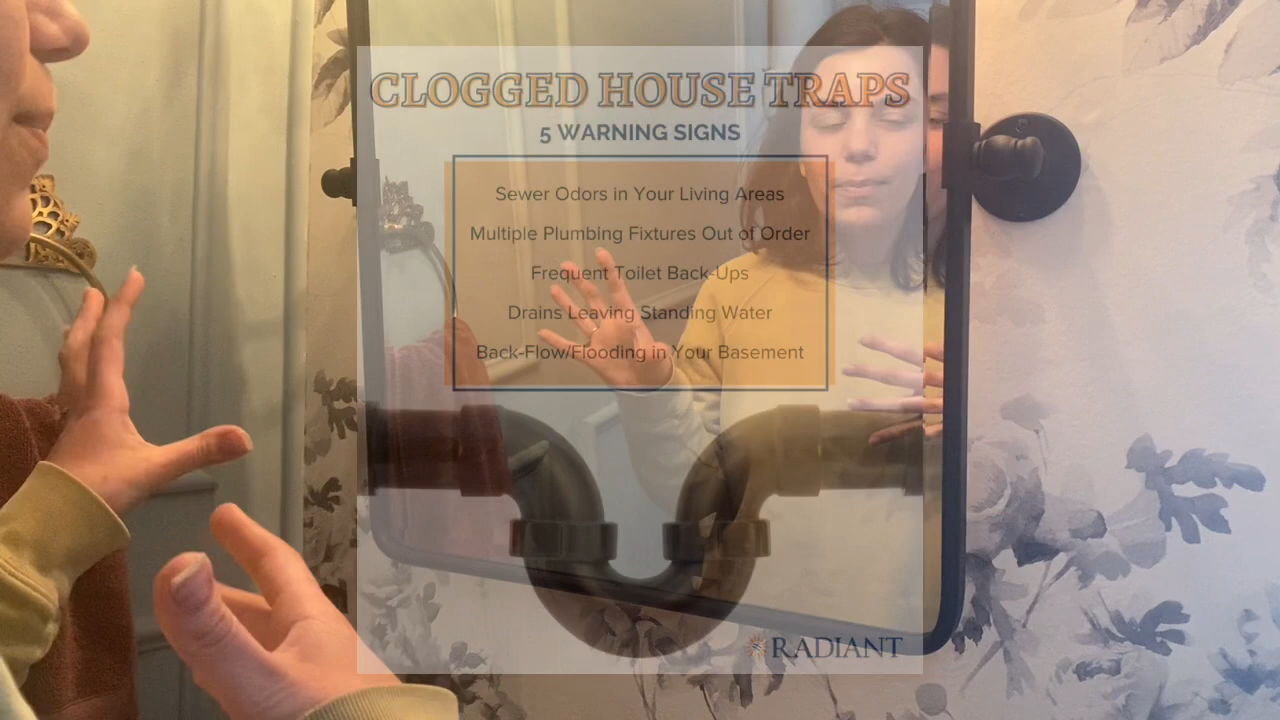 CLOGGED HOUSE TRAPS
5 WARNING SIGNS
Sewer Odors in Your Living Areas
Multiple Plumbing Fixtures Out of Order
Frequent Toilet Back-Ups
Drains Leaving Standing Water
Back-Flow/Flooding in Your Basement
RADIANT